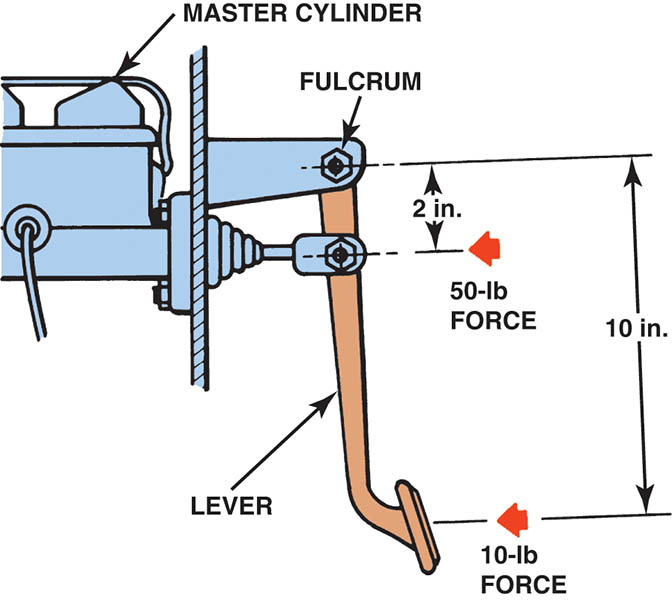 MASTER CYLINDER
FULCRUM
2 in.
50-lb
FORCE
10 in.
LEVER
10-lb
FORCE